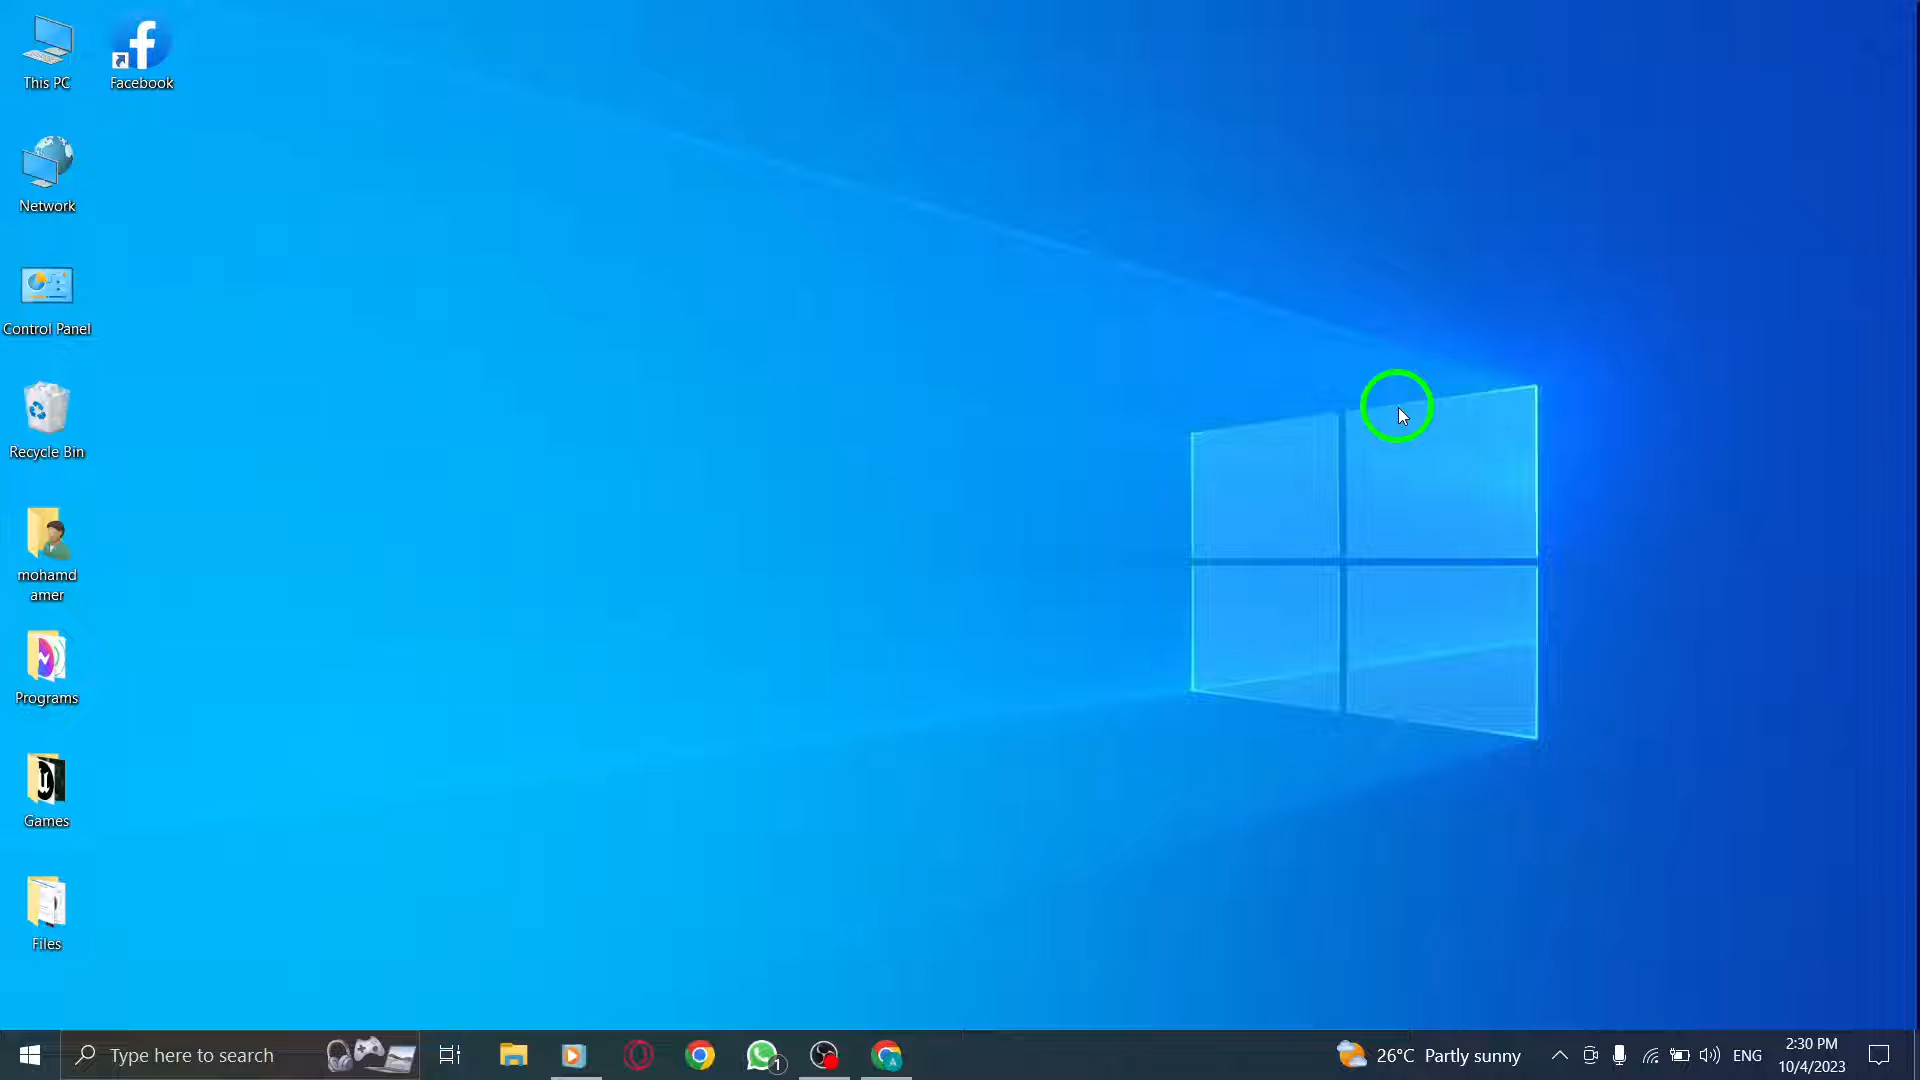 This PC
Facebook
Network
Control Panel
Recycle Bin
mohamd
amer
Programs
Games
Files
Type here to search
1
26°C Partly sunny
ENG
2:30 PM
10/4/2023